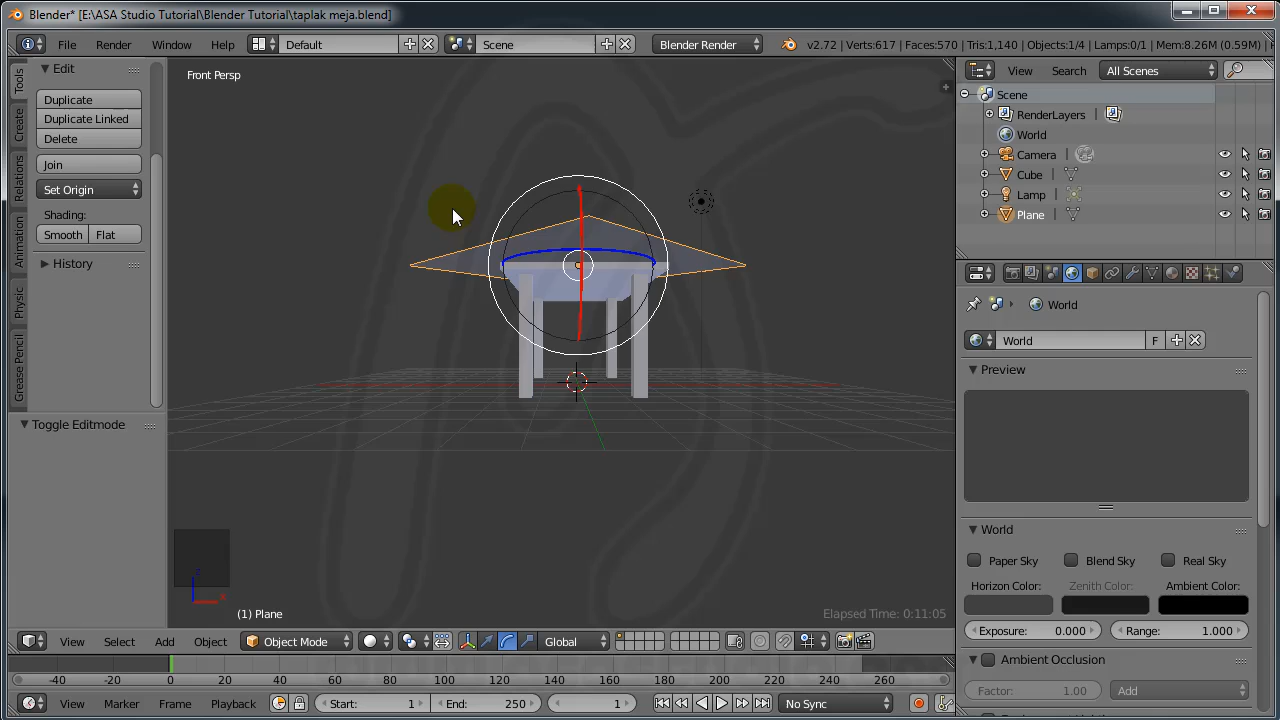 Blender* [E:\ASA Studio Tutorial\Blender Tutorial\taplak meja.blend]
File Render Window Help Default Scene Blender Render v2.72 | Verts:617 | Faces:570 | Tris:1,140 | Objects:1/4 | Lamps:0/1 | Mem:8.26M (0.59M) |
Tools
Create
Relations
Animation
Physic
Grease Pencil
Edit
Duplicate
Duplicate Linked
Delete
Join
Set Origin
Shading:
Smooth Flat
History
Toggle Editmode
Front Persp
z
x
(1) Plane
Elapsed Time: 0:11:05
View Select Add Object Object Mode Global
View Search All Scenes
Scene
RenderLayers |
World
Camera |
Cube |
Lamp |
Plane |
World
World F
Preview
World
Paper Sky Blend Sky Real Sky
Horizon Color: Zenith Color: Ambient Color:
Exposure: 0.000 Range: 1.000
Ambient Occlusion
Factor: 1.00 Add
-40 -20 0 20 40 60 80 100 120 140 160 180 200 220 240 260
View Marker Frame Playback Start: 1 End: 250 1 No Sync